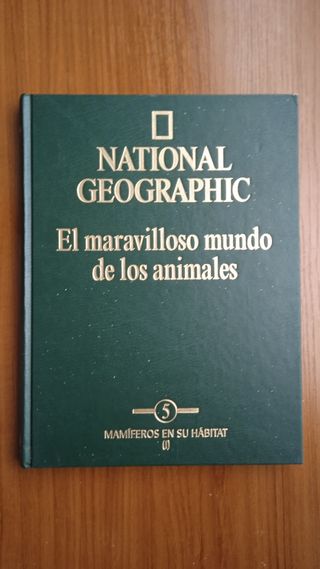 NATIONAL
GEOGRAPHIC
El maravilloso mundo
de los animales
5
MAMÍFEROS EN SU HÁBITAT
(I)